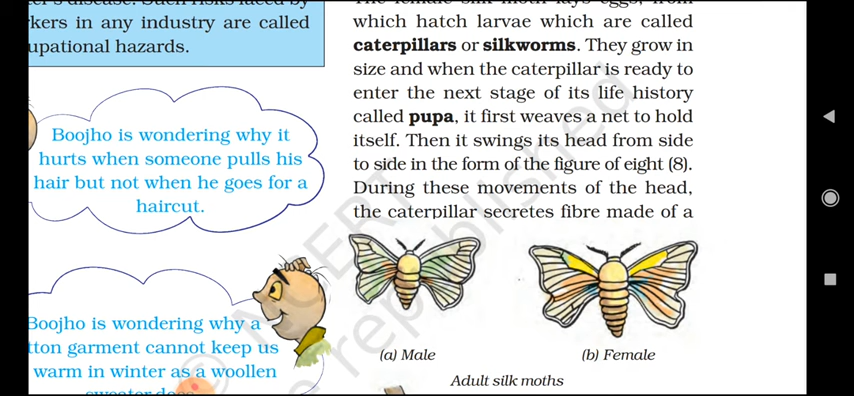 kers in any industry are called
upational hazards.
Boojho is wondering why it
hurts when someone pulls his
hair but not when he goes for a
haircut.
Boojho is wondering why a
tton garment cannot keep us
warm in winter as a woollen
sweater does
which hatch larvae which are called
caterpillars or silkworms. They grow in
size and when the caterpillar is ready to
enter the next stage of its life history
called pupa, it first weaves a net to hold
itself. Then it swings its head from side
to side in the form of the figure of eight (8).
During these movements of the head,
the caterpillar secretes fibre made of a
(a) Male
(b) Female
Adult silk moths
© NCERT
be republished